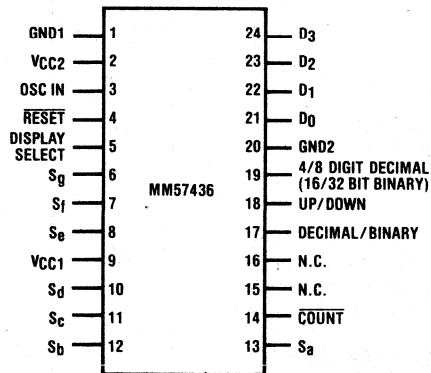 GND1 1
VCC2 2
OSC IN 3
RESET 4
DISPLAY
SELECT 5
Sg 6
Sf 7
Se 8
VCC1 9
Sd 10
Sc 11
Sb 12
MM57436
24 D3
23 D2
22 D1
21 D0
20 GND2
19 4/8 DIGIT DECIMAL
(16/32 BIT BINARY)
18 UP/DOWN
17 DECIMAL/BINARY
16 N.C.
15 N.C.
14 COUNT
13 Sa